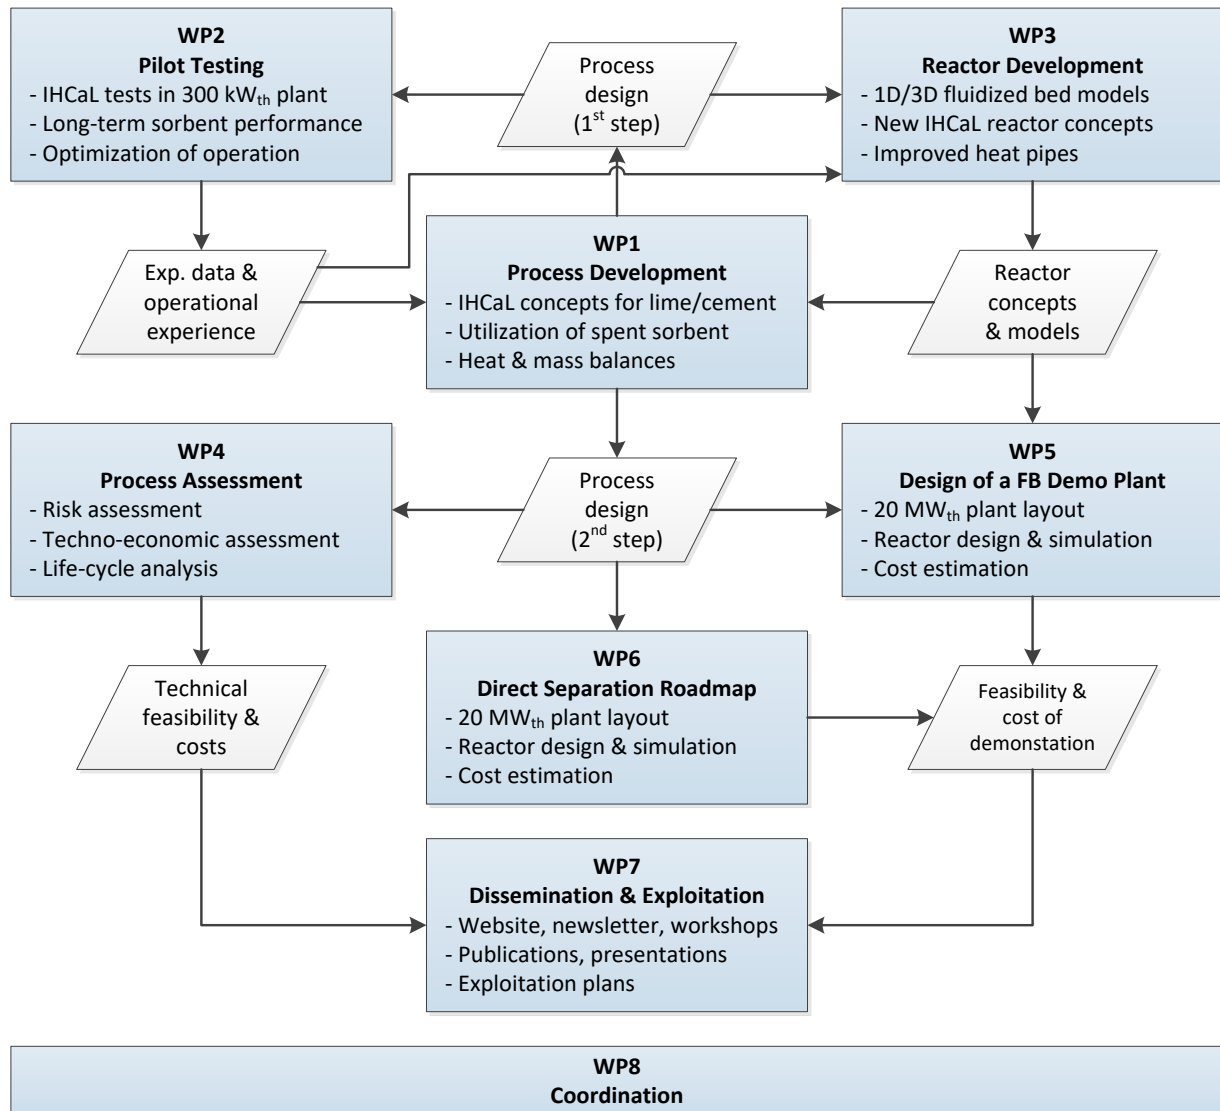 WP2
Pilot Testing
- IHCaL tests in 300 kWth plant
- Long-term sorbent performance
- Optimization of operation
Process
design
(1st step)
WP3
Reactor Development
- 1D/3D fluidized bed models
- New IHCaL reactor concepts
- Improved heat pipes
Exp. data &
operational
experience
WP1
Process Development
- IHCaL concepts for lime/cement
- Utilization of spent sorbent
- Heat & mass balances
Reactor
concepts
& models
WP4
Process Assessment
- Risk assessment
- Techno-economic assessment
- Life-cycle analysis
Process
design
(2nd step)
WP5
Design of a FB Demo Plant
- 20 MWth plant layout
- Reactor design & simulation
- Cost estimation
Technical
feasibility &
costs
WP6
Direct Separation Roadmap
- 20 MWth plant layout
- Reactor design & simulation
- Cost estimation
Feasibility &
cost of
demonstation
WP7
Dissemination & Exploitation
- Website, newsletter, workshops
- Publications, presentations
- Exploitation plans
WP8
Coordination